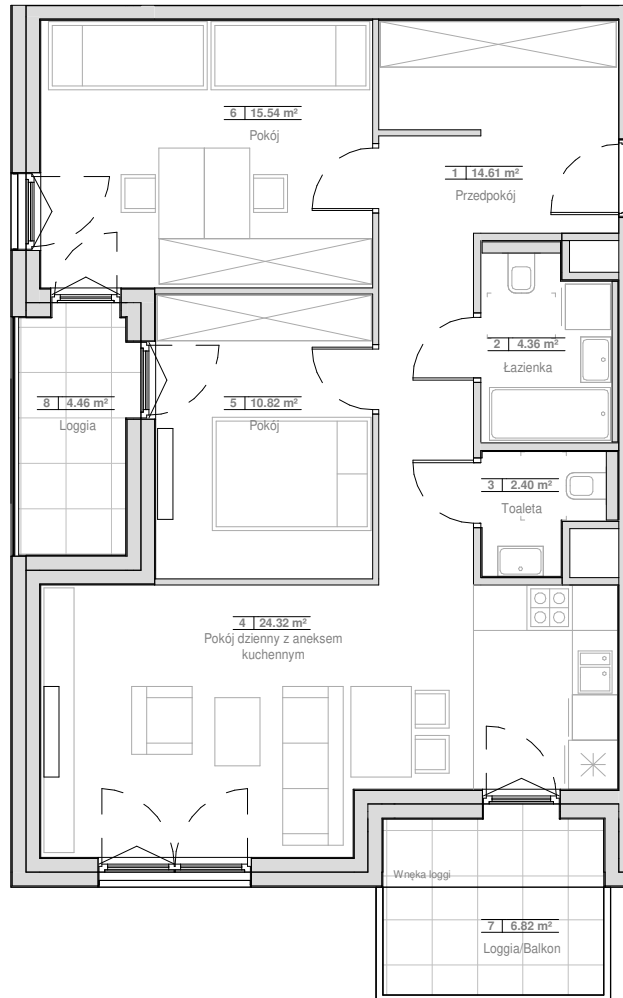 6 15.54 m²
Pokój
1 14.61 m²
Przedpokój
2 4.36 m²
Łazienka
8 4.46 m²
Loggia
5 10.82 m²
Pokój
3 2.40 m²
Toaleta
4 24.32 m²
Pokój dzienny z aneksem
kuchennym
Wnęka loggi
7 6.82 m²
Loggia/Balkon